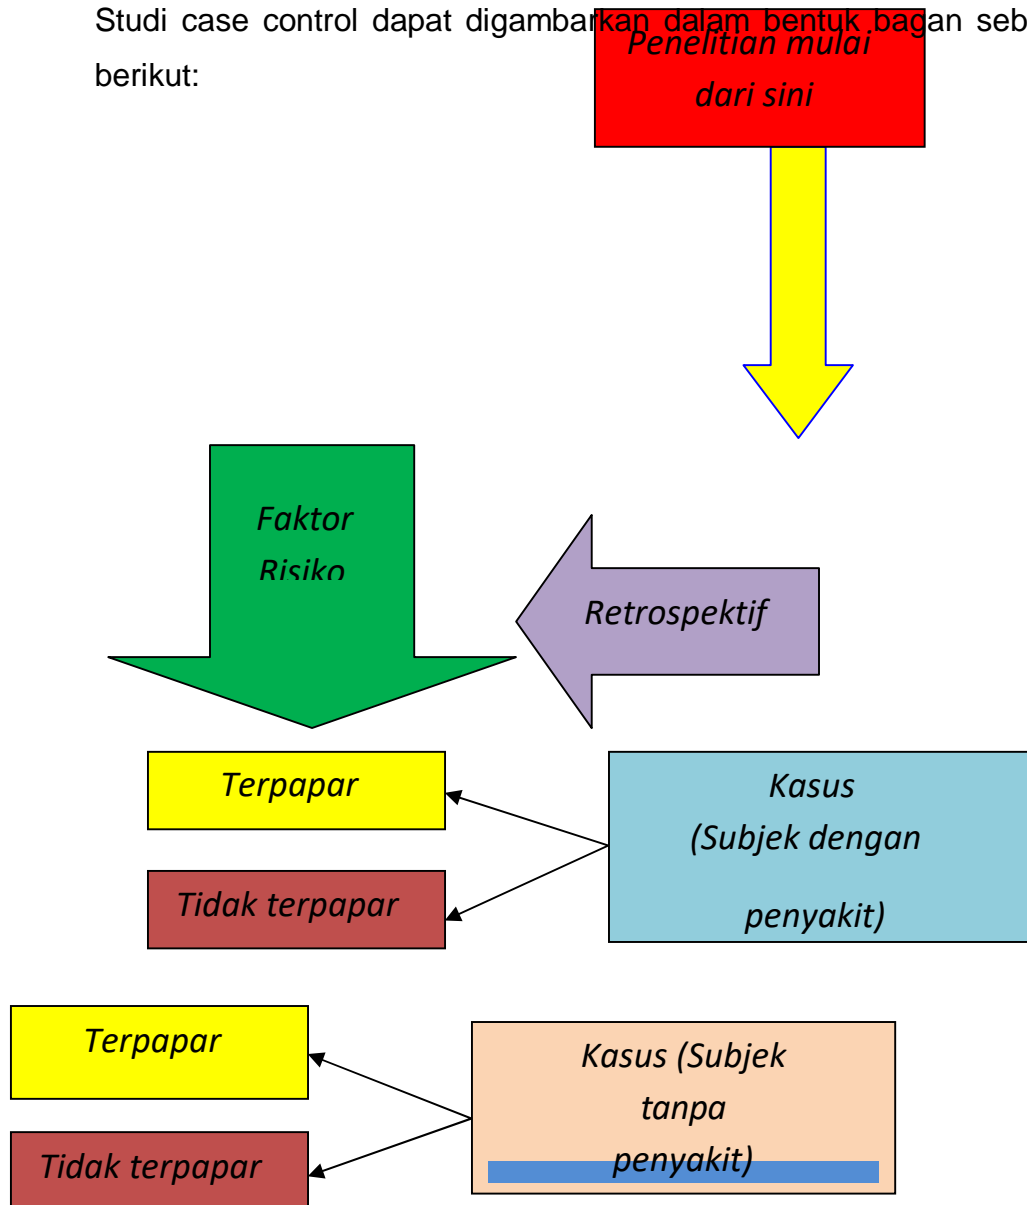 Studi case control dapat digambarkan dalam bentuk bagan seb
berikut:
Penelitian mulai
dari sini
Faktor
Risiko
Retrospektif
Terpapar
Tidak terpapar
Kasus
(Subjek dengan
penyakit)
Terpapar
Tidak terpapar
Kasus (Subjek
tanpa
penyakit)